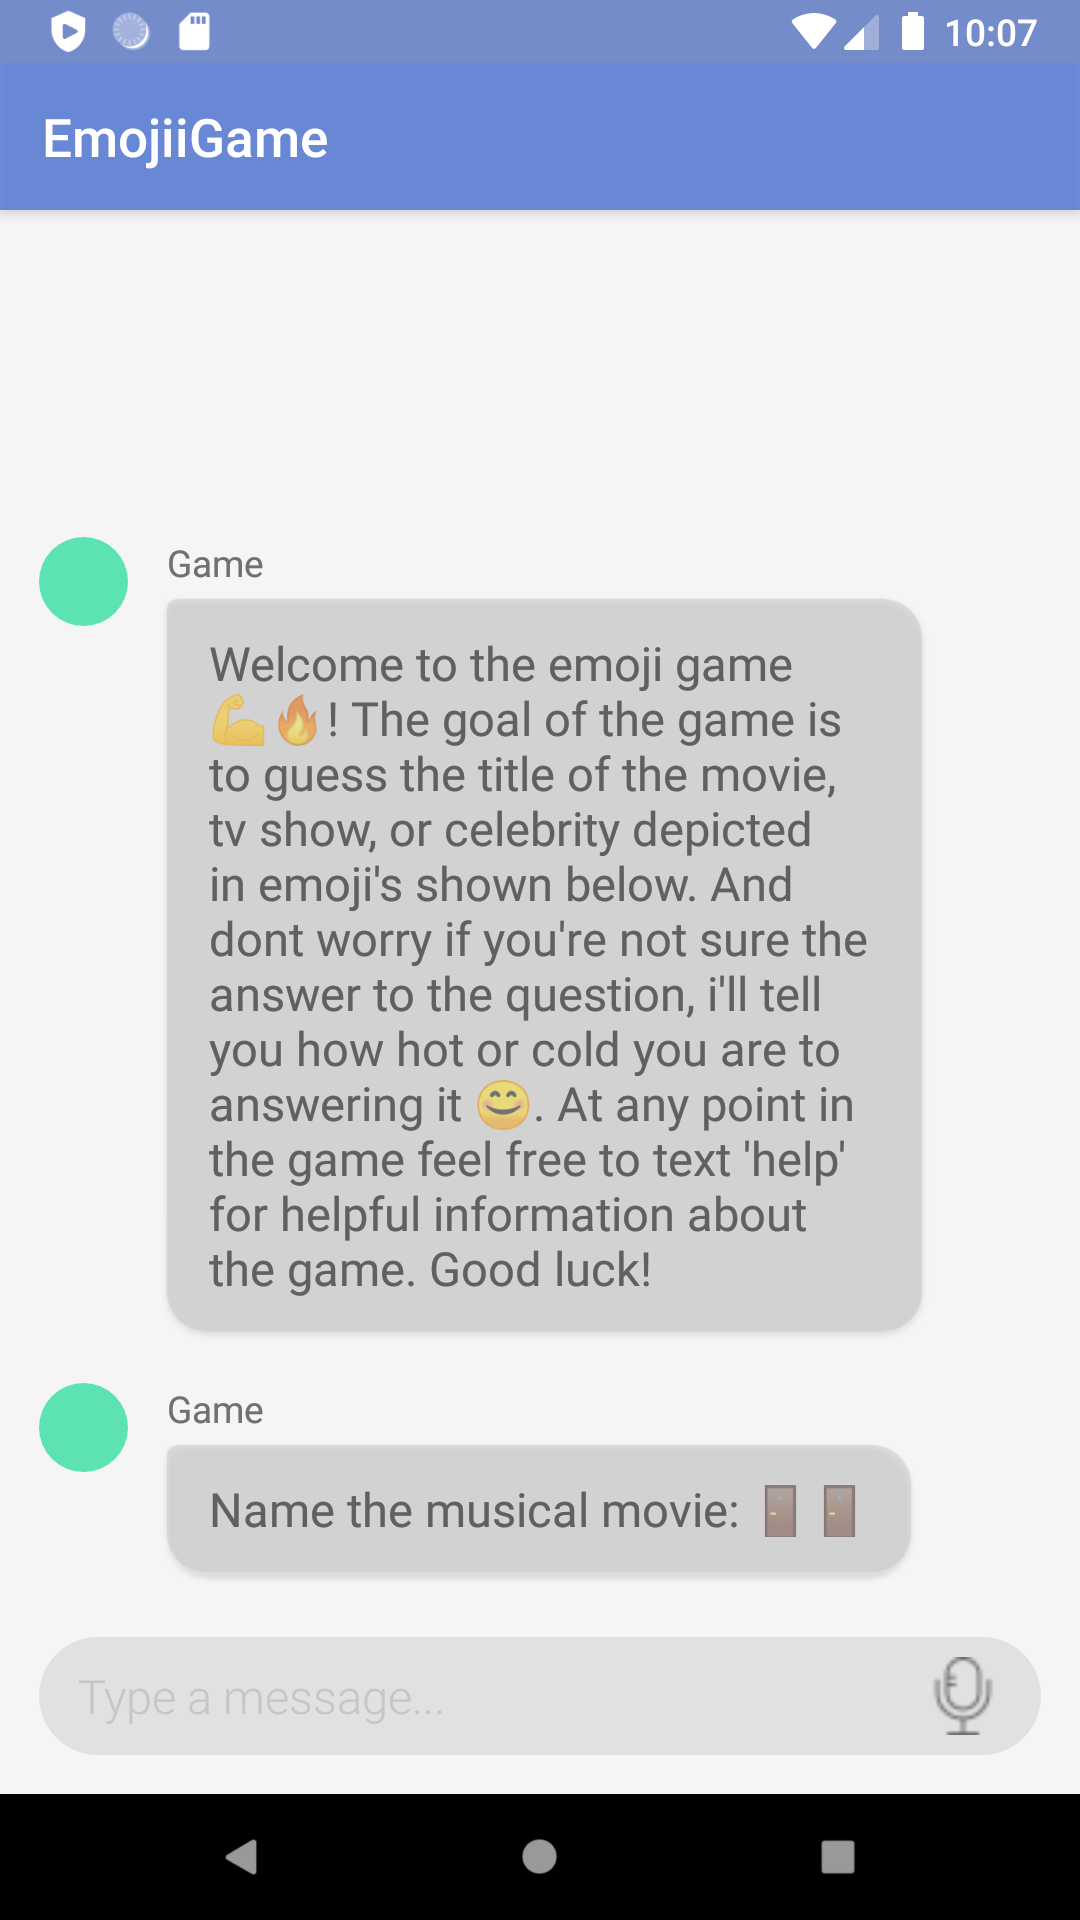 10:07
EmojiiGame
Game
Welcome to the emoji game
💪🔥! The goal of the game is
to guess the title of the movie,
tv show, or celebrity depicted
in emoji's shown below. And
dont worry if you're not sure the
answer to the question, i'll tell
you how hot or cold you are to
answering it 😄. At any point in
the game feel free to text 'help'
for helpful information about
the game. Good luck!
Game
Name the musical movie: 🚪🚪
Type a message...